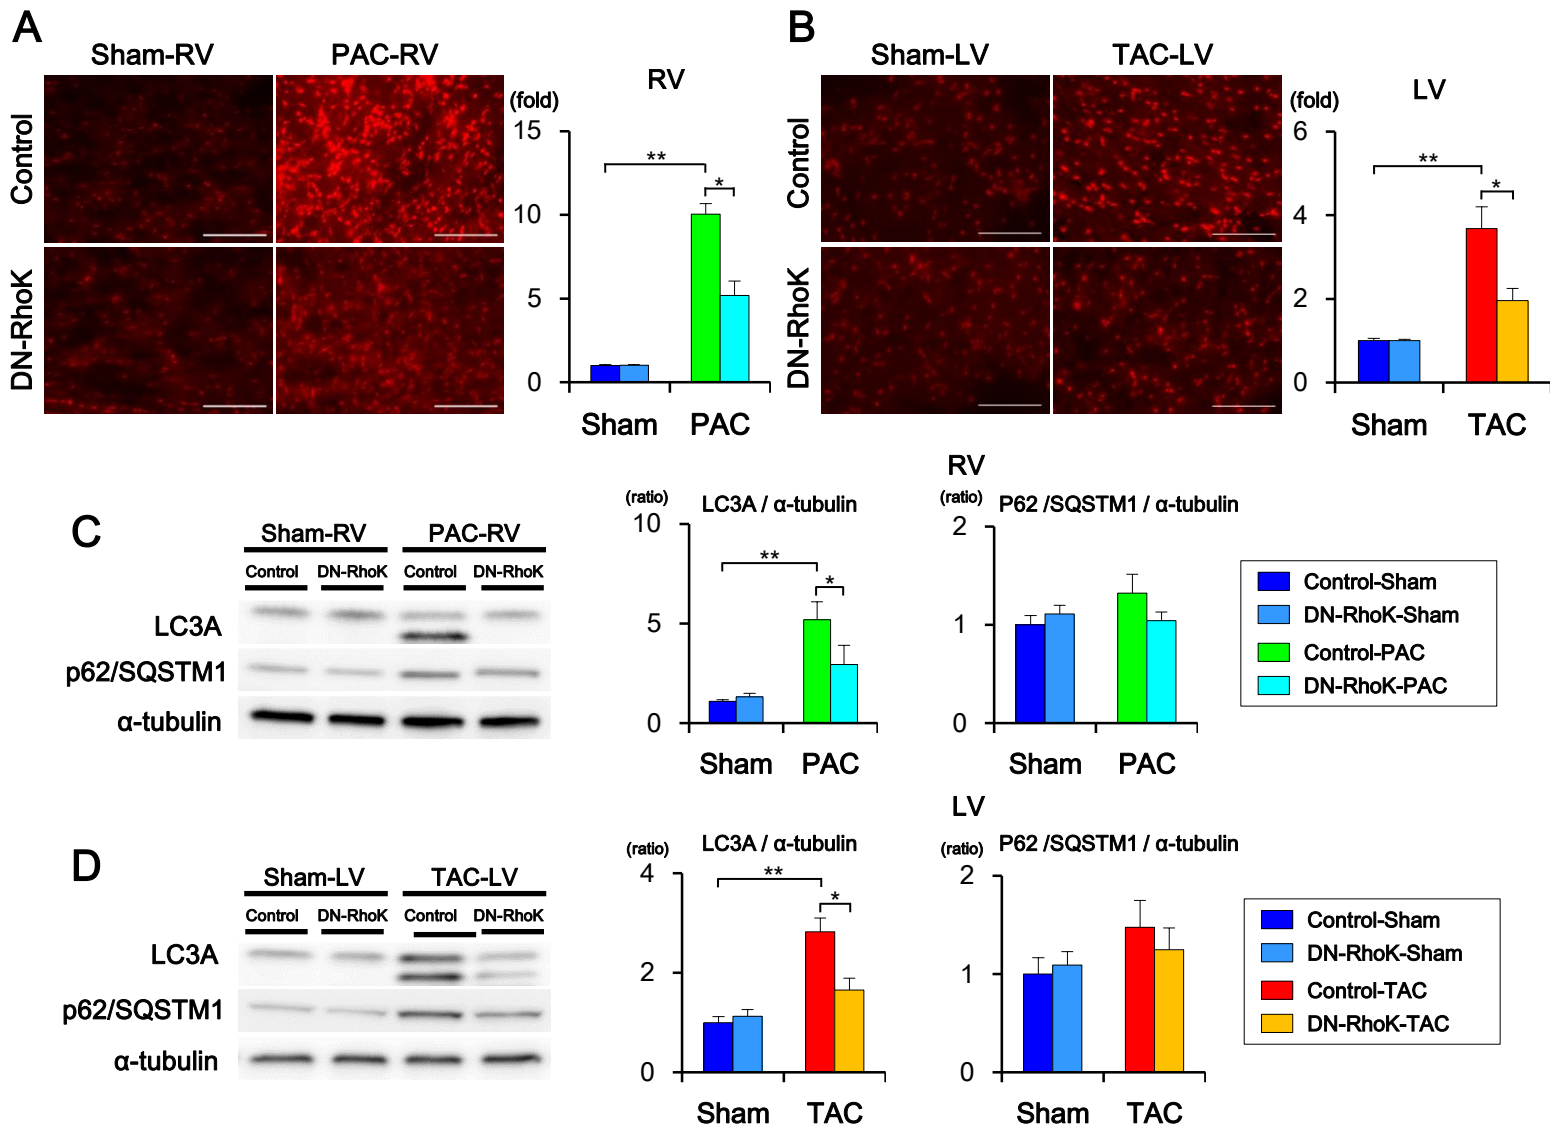 A
Sham-RV PAC-RV
Control
DN-RhoK
RV
(fold)
15
**
*
10
5
0
Sham PAC
B
Sham-LV TAC-LV
Control
DN-RhoK
LV
(fold)
6
**
*
4
2
0
Sham TAC
C
Sham-RV PAC-RV
Control DN-RhoK Control DN-RhoK
LC3A
p62/SQSTM1
α-tubulin
RV
(ratio) LC3A / α-tubulin
10
**
*
5
0
Sham PAC
(ratio) P62 /SQSTM1 / α-tubulin
2
1
0
Sham PAC
Control-Sham
DN-RhoK-Sham
Control-PAC
DN-RhoK-PAC
D
Sham-LV TAC-LV
Control DN-RhoK Control DN-RhoK
LC3A
p62/SQSTM1
α-tubulin
LV
(ratio) LC3A / α-tubulin
4
**
*
2
0
Sham TAC
(ratio) P62 /SQSTM1 / α-tubulin
2
1
0
Sham TAC
Control-Sham
DN-RhoK-Sham
Control-TAC
DN-RhoK-TAC